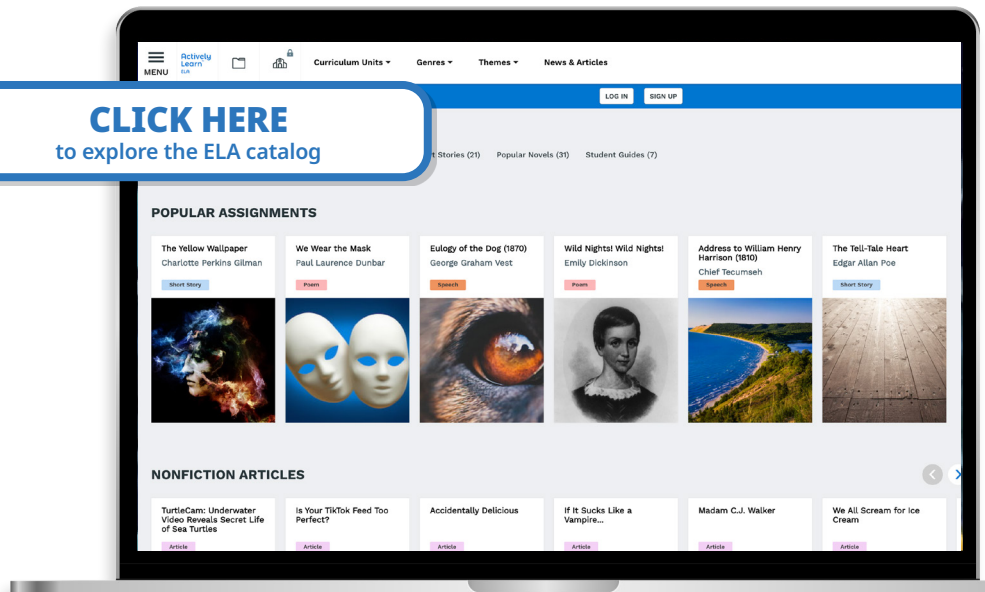 MENU
Actively
Learn
ELA
Curriculum Units
Genres
Themes
News & Articles
LOG IN
SIGN UP
CLICK HERE
to explore the ELA catalog
Stories (21)
Popular Novels (31)
Student Guides (7)
POPULAR ASSIGNMENTS
The Yellow Wallpaper
Charlotte Perkins Gilman
Short Story
We Wear the Mask
Paul Laurence Dunbar
Poem
Eulogy of the Dog (1870)
George Graham Vest
Speech
Wild Nights! Wild Nights!
Emily Dickinson
Poem
Address to William Henry
Harrison (1810)
Chief Tecumseh
Speech
The Tell-Tale Heart
Edgar Allan Poe
Short Story
NONFICTION ARTICLES
TurtleCam: Underwater
Video Reveals Secret Life
of Sea Turtles
Article
Is Your TikTok Feed Too
Perfect?
Article
Accidentally Delicious
Article
If It Sucks Like a
Vampire...
Article
Madam C.J. Walker
Article
We All Scream for Ice
Cream
Article